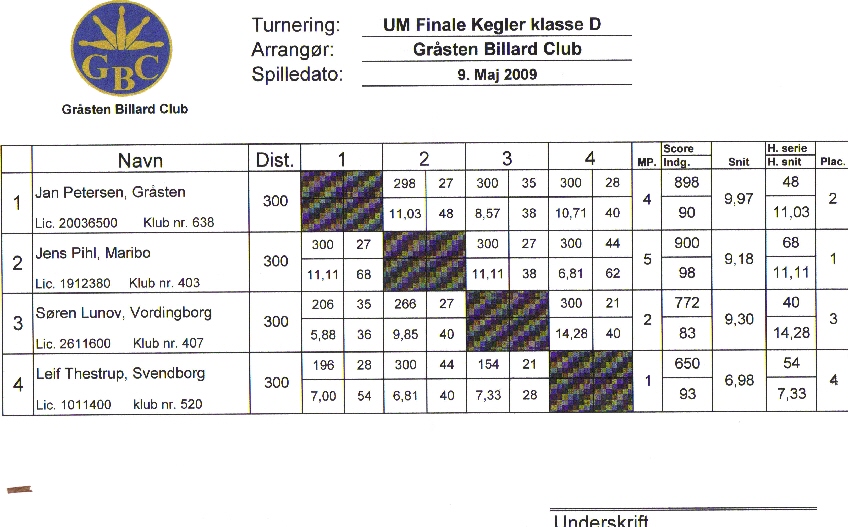 GBC
Gråsten Billard Club
Turnering: UM Finale Kegler klasse D
Arrangør: Gråsten Billard Club
Spilledato: 9. Maj 2009
Navn Dist. 1 2 3 4 MP. Score Indg. Snit H. serie H. snit Plac.
1 Jan Petersen, Gråsten 300 298 27 300 35 300 28 4 898 9,97 48 2
Lic. 20036500 Klub nr. 638 11,03 48 8,57 38 10,71 40 90 11,03
2 Jens Pihl, Maribo 300 300 27 300 27 300 44 5 900 9,18 68 1
Lic. 1912380 Klub nr. 403 11,11 68 11,11 38 6,81 62 98 11,11
3 Søren Lunov, Vordingborg 300 206 35 266 27 300 21 2 772 9,30 40 3
Lic. 2611600 Klub nr. 407 5,88 36 9,85 40 14,28 40 83 14,28
4 Leif Thestrup, Svendborg 300 196 28 300 44 154 21 1 650 6,98 54 4
Lic. 1011400 klub nr. 520 7,00 54 6,81 40 7,33 28 93 7,33
Underskrift